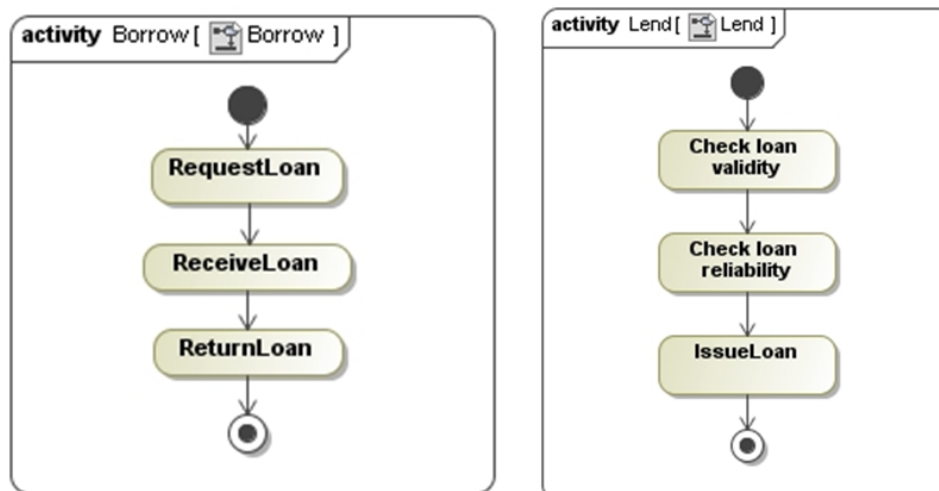 activity Borrow [ Borrow ]
RequestLoan
ReceiveLoan
ReturnLoan
activity Lend [ Lend ]
Check loan
validity
Check loan
reliability
IssueLoan